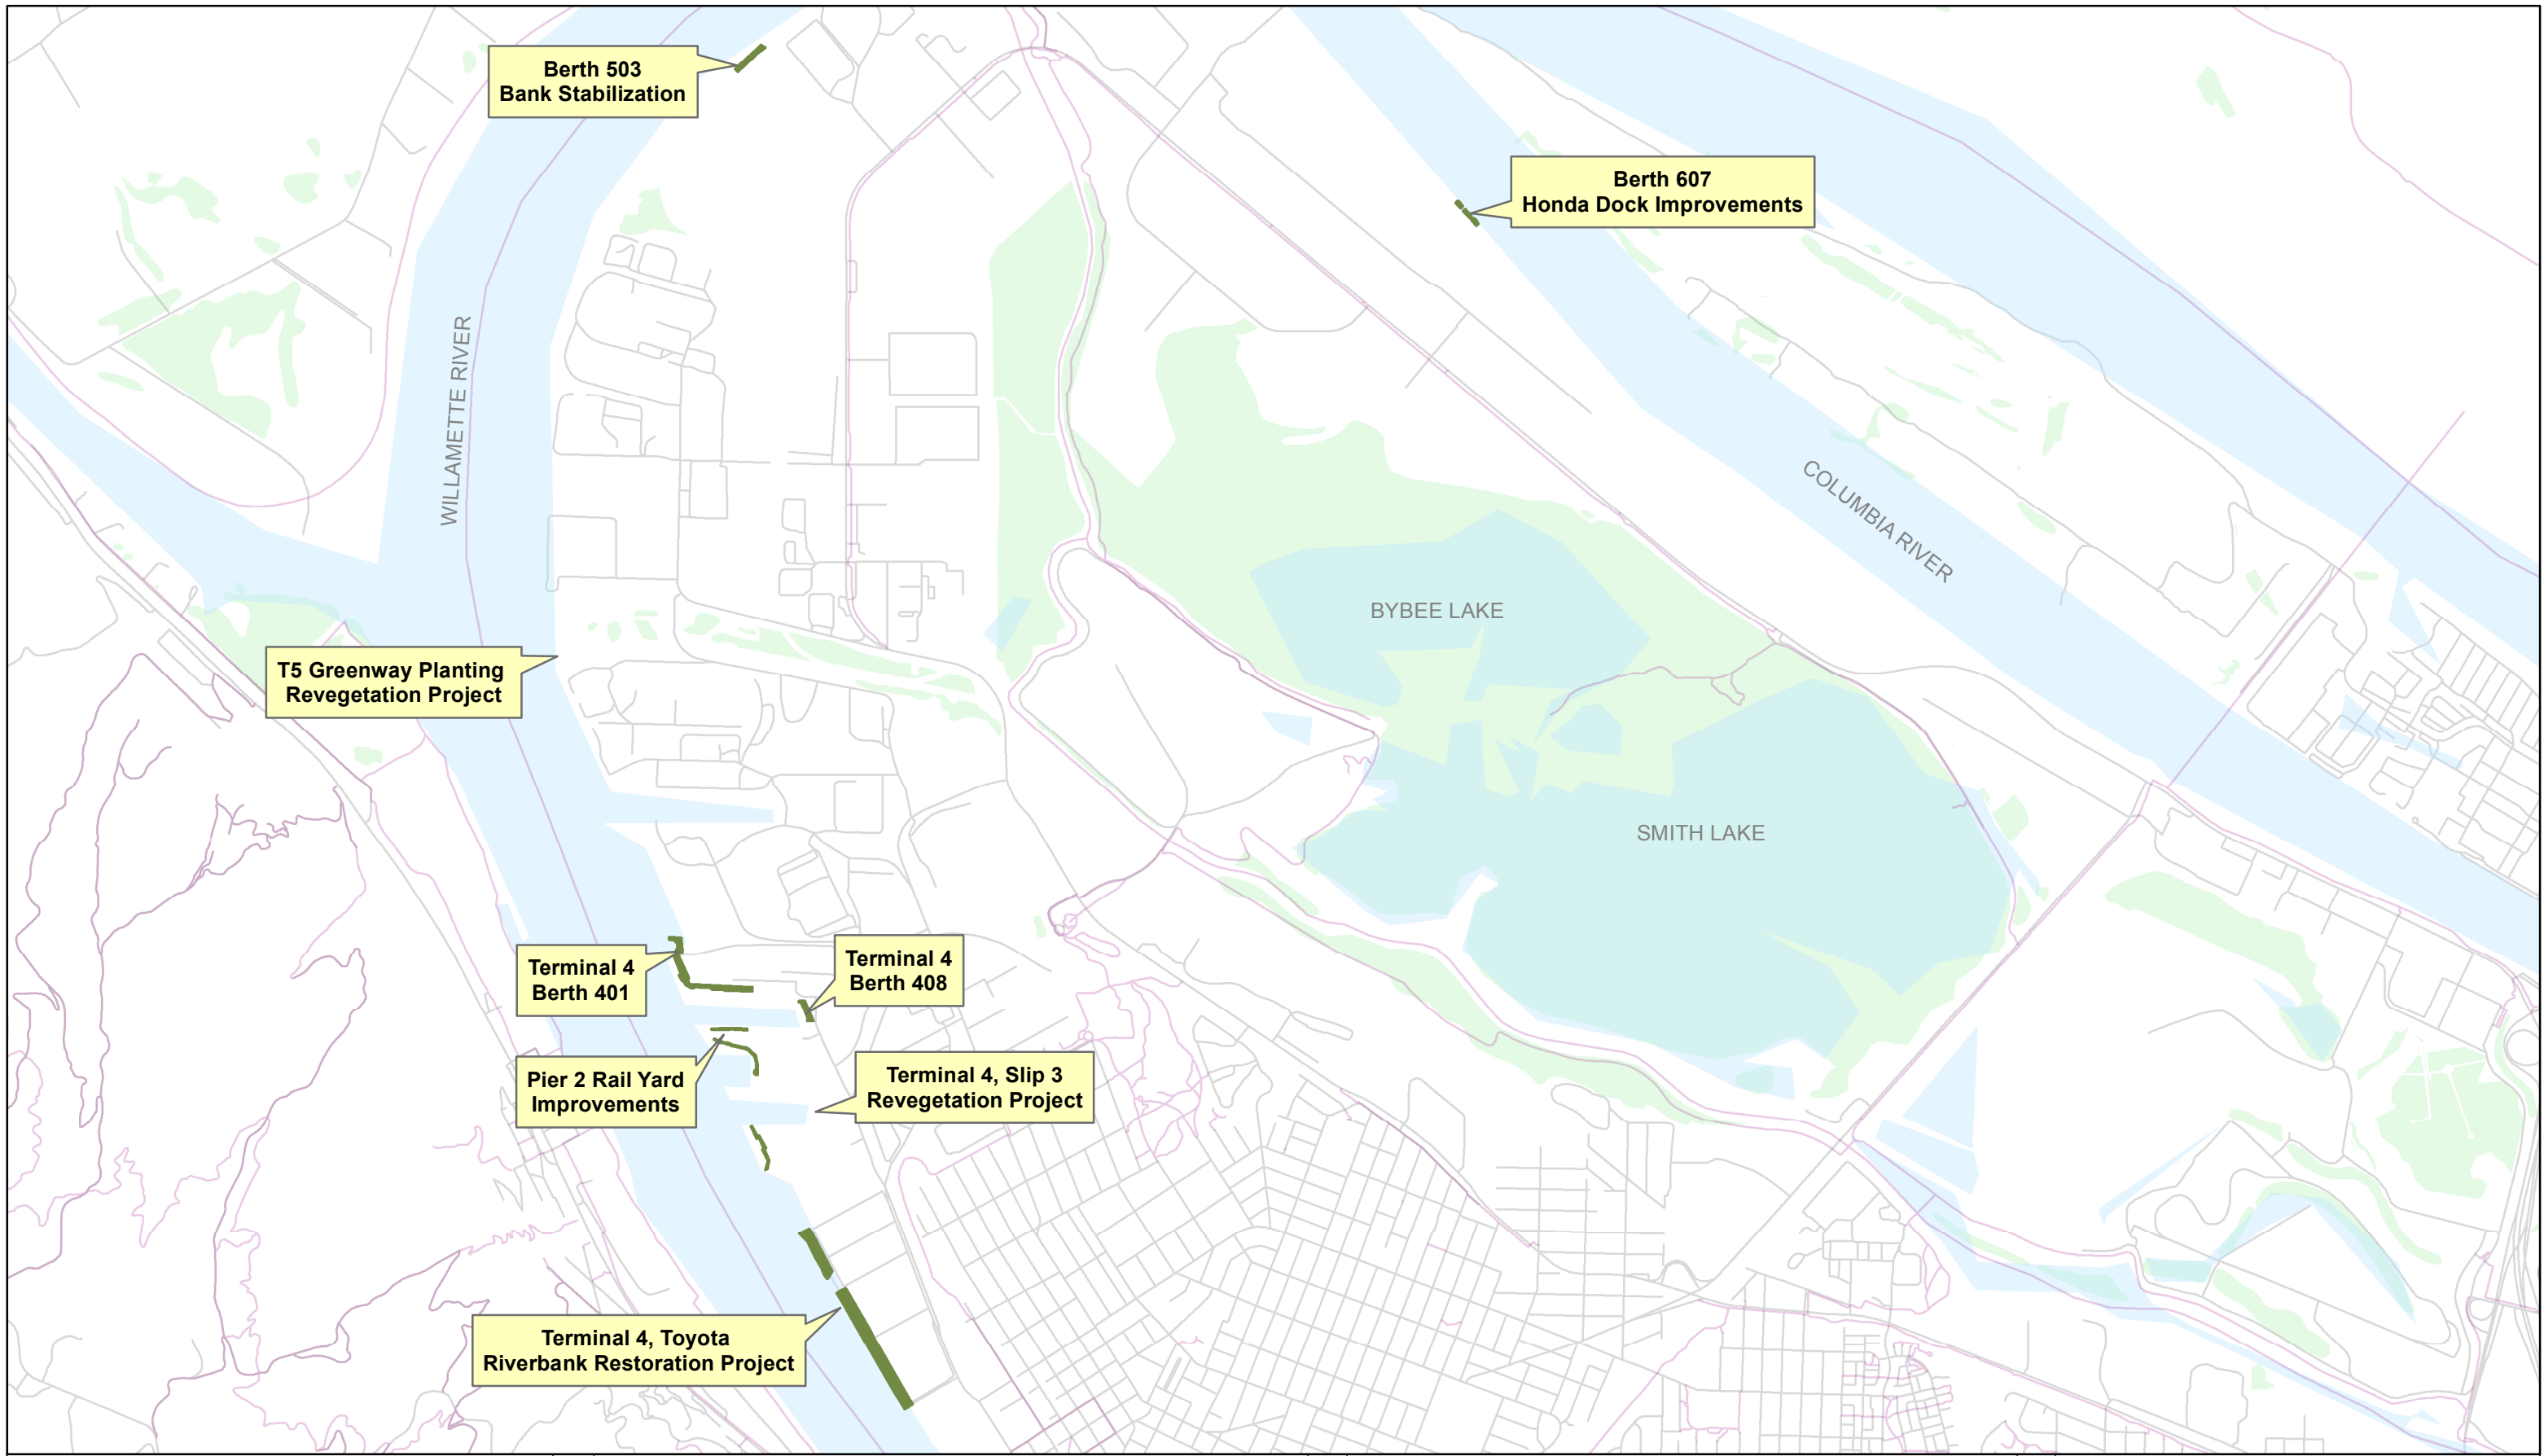 Berth 503
Bank Stabilization
Berth 607
Honda Dock Improvements
WILLAMETTE RIVER
COLUMBIA RIVER
BYBEE LAKE
T5 Greenway Planting
Revegetation Project
SMITH LAKE
Terminal 4
Berth 401
Terminal 4
Berth 408
Pier 2 Rail Yard
Improvements
Terminal 4, Slip 3
Revegetation Project
Terminal 4, Toyota
Riverbank Restoration Project